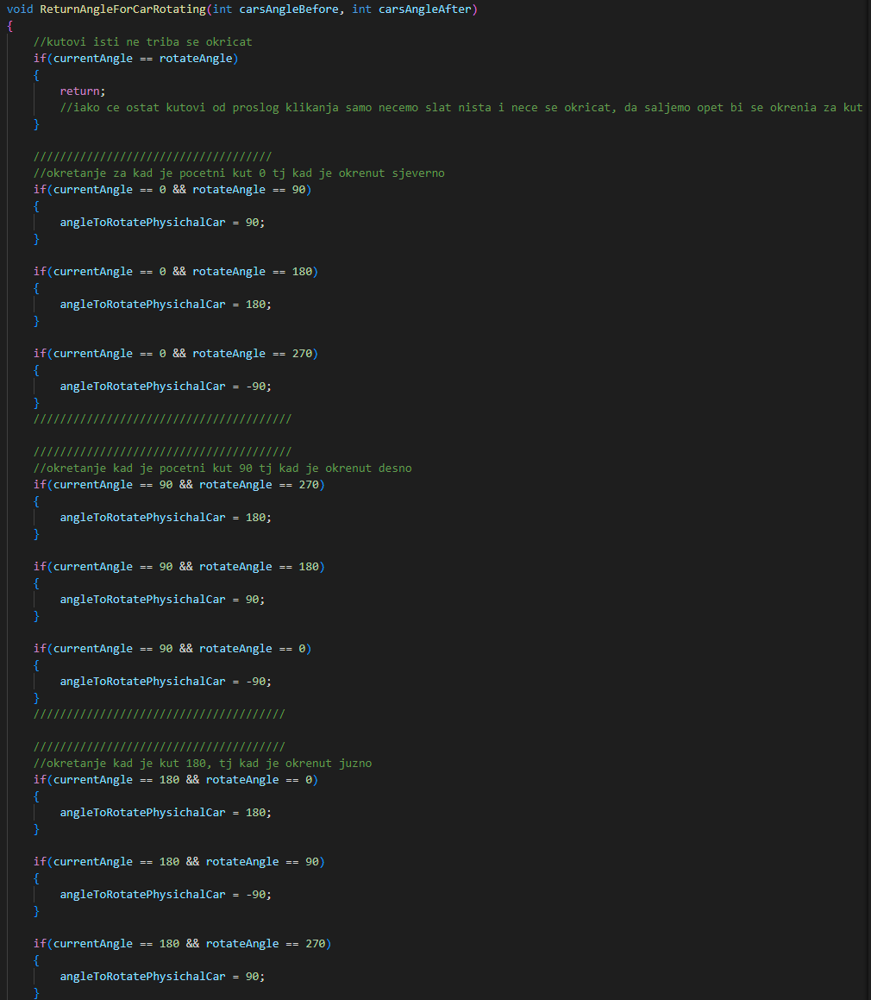 void ReturnAngleForCarRotating(int carsAngleBefore, int carsAngleAfter)
{
    //kutovi isti ne triba se okricat
    if(currentAngle == rotateAngle)
    {
        return;
        //iako ce ostat kutovi od proslog klikanja samo necemo slat nista i nece se okricat, da saljemo opet bi se okrenia za kut
    }

    ////////////////////////////////////
    //okretanje za kad je pocetni kut 0 tj kad je okrenut sjeverno
    if(currentAngle == 0 && rotateAngle == 90)
    {
        angleToRotatePhysichalCar = 90;
    }

    if(currentAngle == 0 && rotateAngle == 180)
    {
        angleToRotatePhysichalCar = 180;
    }

    if(currentAngle == 0 && rotateAngle == 270)
    {
        angleToRotatePhysichalCar = -90;
    }
    ///////////////////////////////////////

    ///////////////////////////////////////
    //okretanje kad je pocetni kut 90 tj kad je okrenut desno
    if(currentAngle == 90 && rotateAngle == 270)
    {
        angleToRotatePhysichalCar = 180;
    }

    if(currentAngle == 90 && rotateAngle == 180)
    {
        angleToRotatePhysichalCar = 90;
    }

    if(currentAngle == 90 && rotateAngle == 0)
    {
        angleToRotatePhysichalCar = -90;
    }
    //////////////////////////////////////

    //////////////////////////////////////
    //okretanje kad je kut 180, tj kad je okrenut juzno
    if(currentAngle == 180 && rotateAngle == 0)
    {
        angleToRotatePhysichalCar = 180;
    }

    if(currentAngle == 180 && rotateAngle == 90)
    {
        angleToRotatePhysichalCar = -90;
    }

    if(currentAngle == 180 && rotateAngle == 270)
    {
        angleToRotatePhysichalCar = 90;
    }